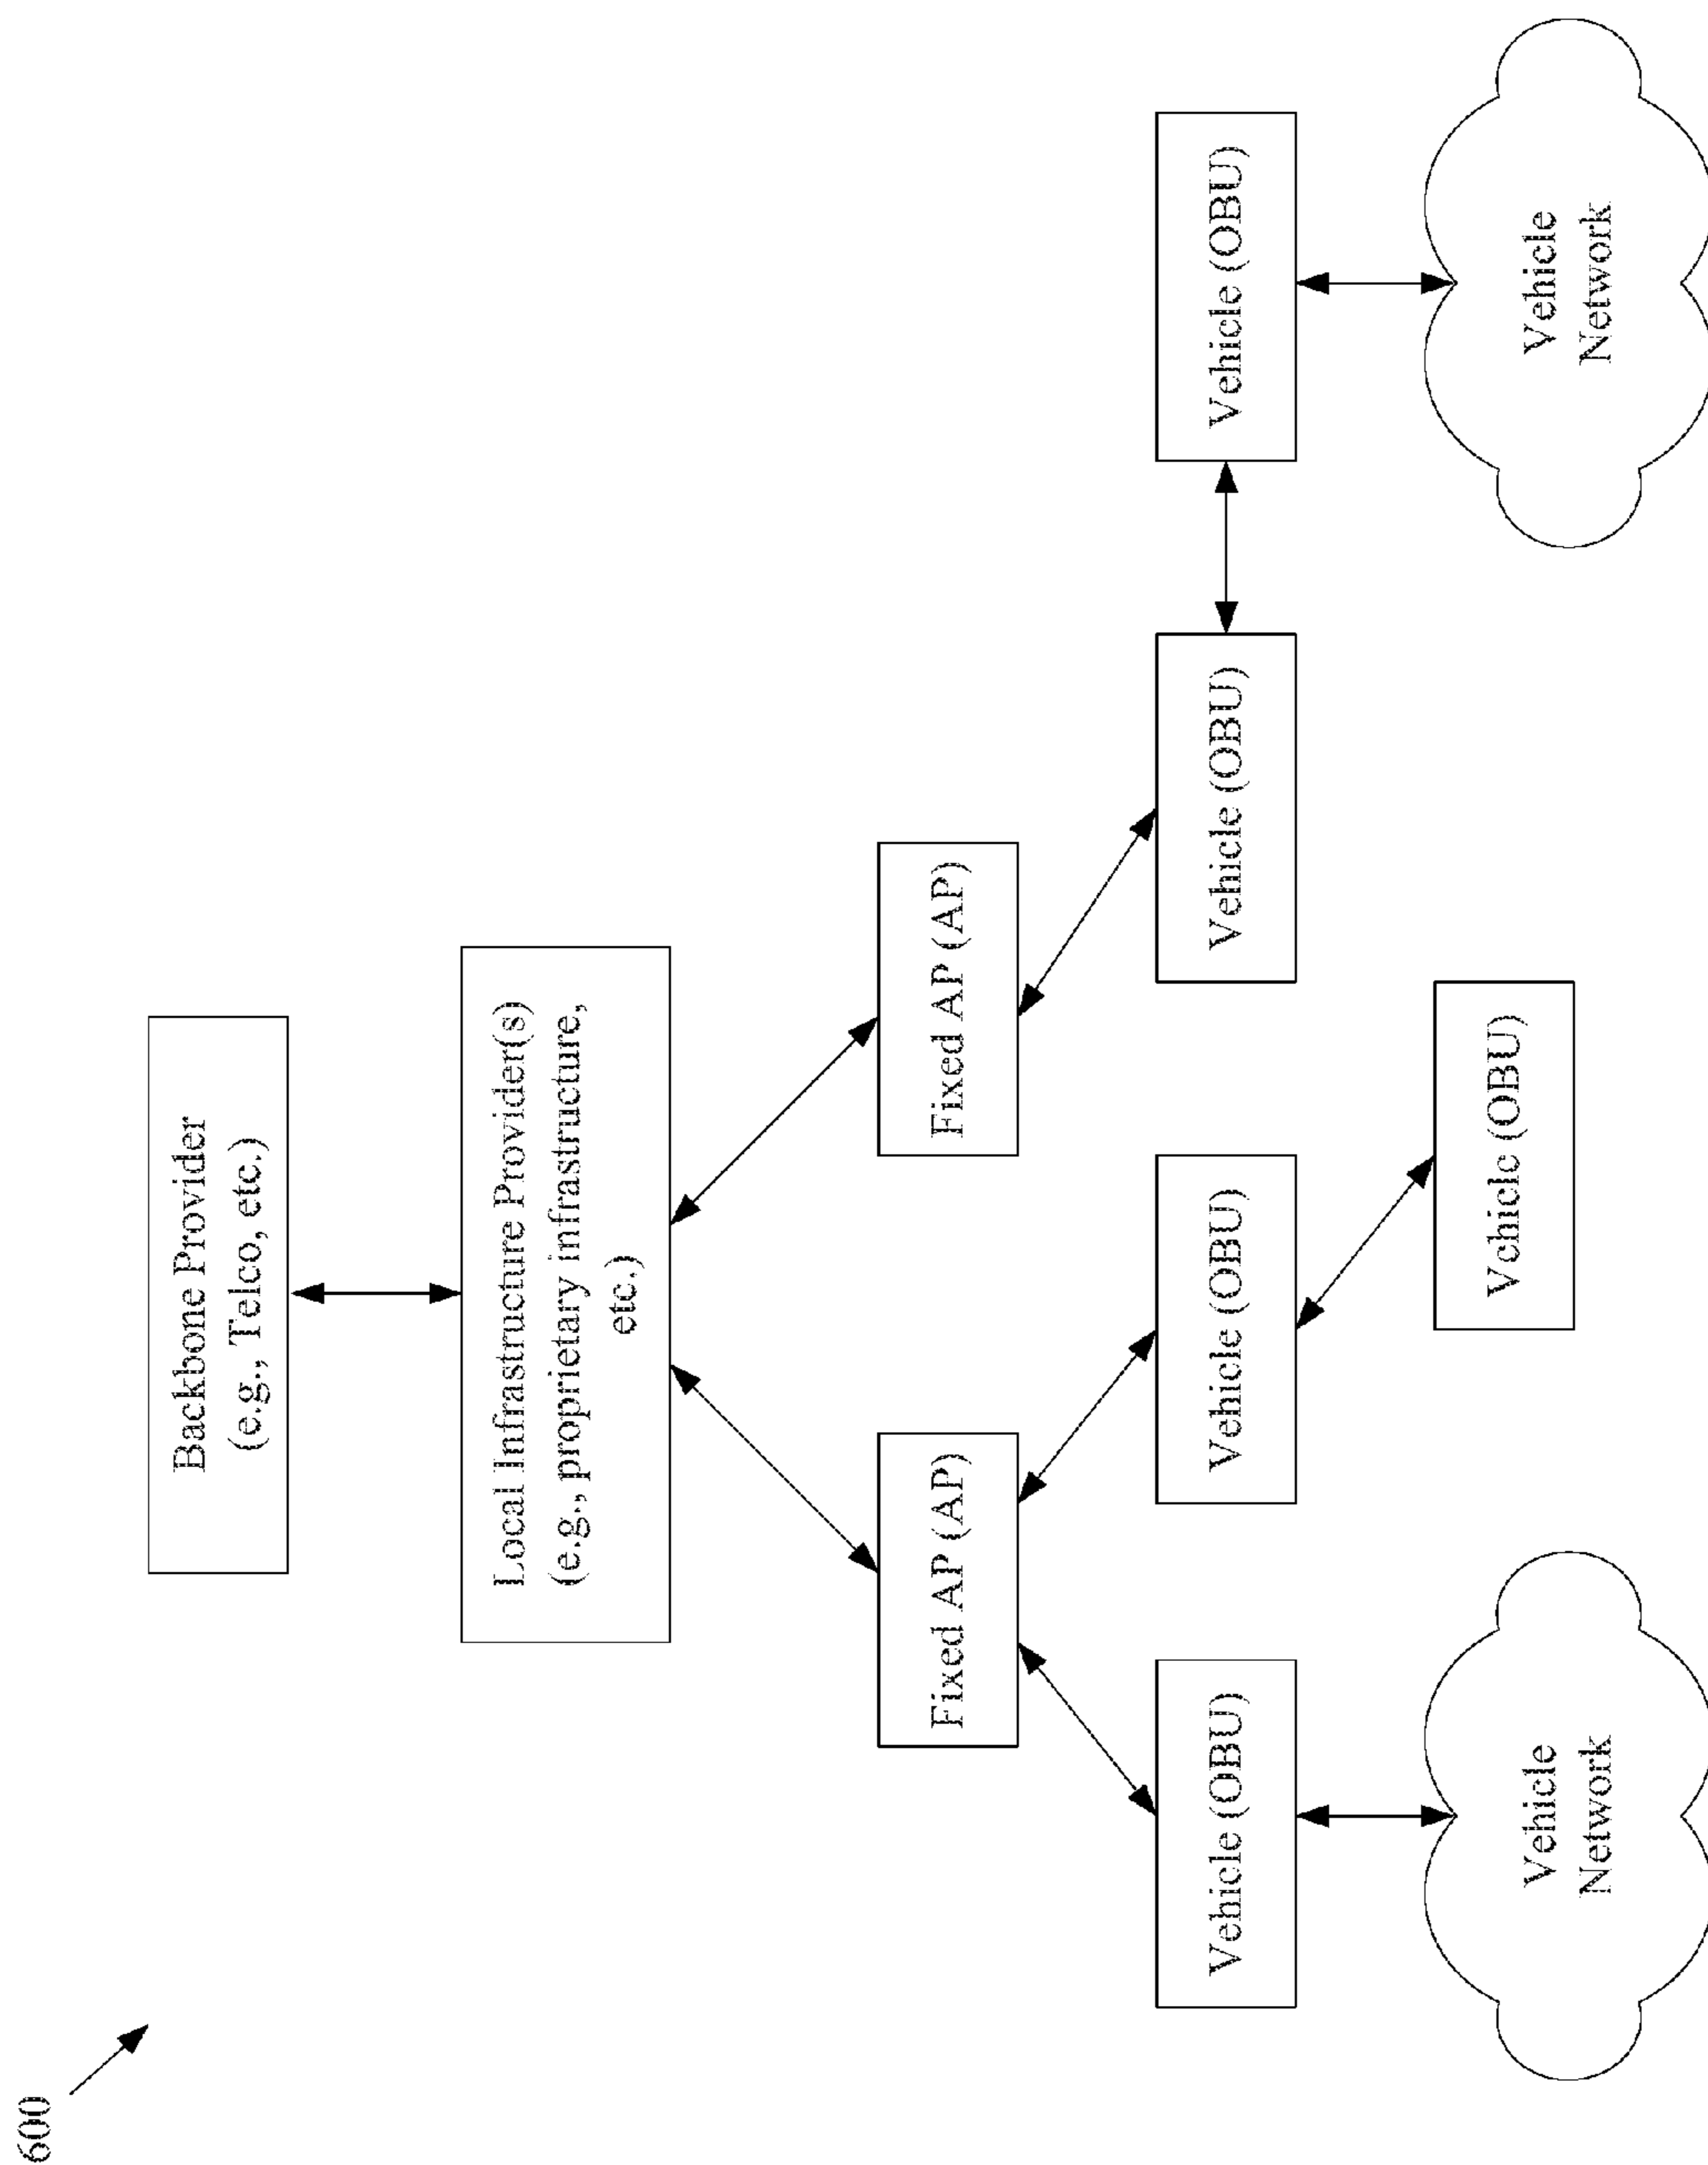 600
Backbone Provider
(e.g., Telco, etc.)
Local Infrastructure Provider(s)
(e.g., proprietary infrastructure,
etc.)
Fixed AP (AP)
Fixed AP (AP)
Vehicle (OBU)
Vehicle (OBU)
Vehicle (OBU)
Vehicle (OBU)
Vehicle (OBU)
Vehicle
Network
Vehicle
Network